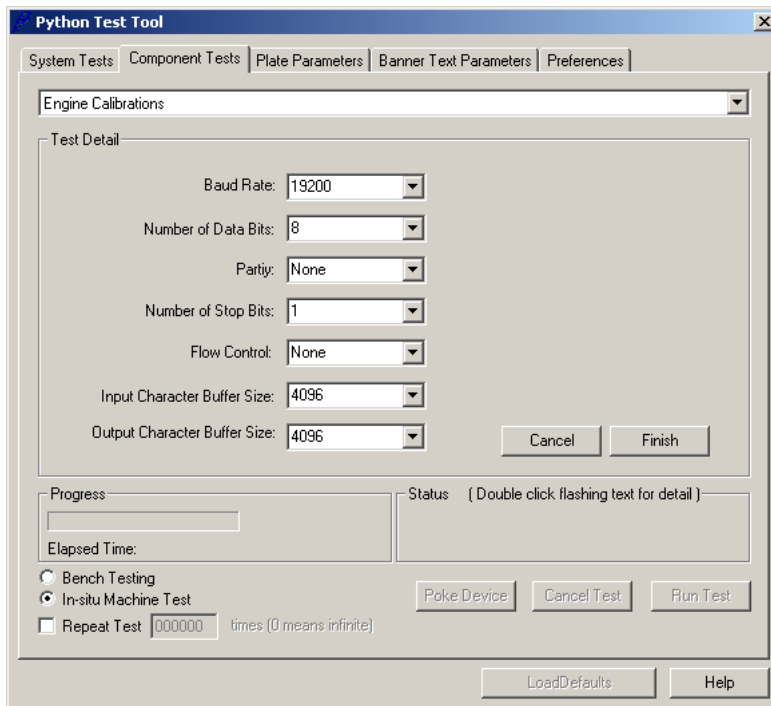 Python Test Tool
System Tests Component Tests Plate Parameters Banner Text Parameters Preferences
Engine Calibrations
Test Detail
Baud Rate: 19200
Number of Data Bits: 8
Partiy: None
Number of Stop Bits: 1
Flow Control: None
Input Character Buffer Size: 4096
Output Character Buffer Size: 4096
Cancel Finish
Progress
Elapsed Time:
Status ( Double click flashing text for detail )
Bench Testing
In-situ Machine Test
Repeat Test 000000 times (0 means infinite)
Poke Device Cancel Test Run Test
LoadDefaults Help